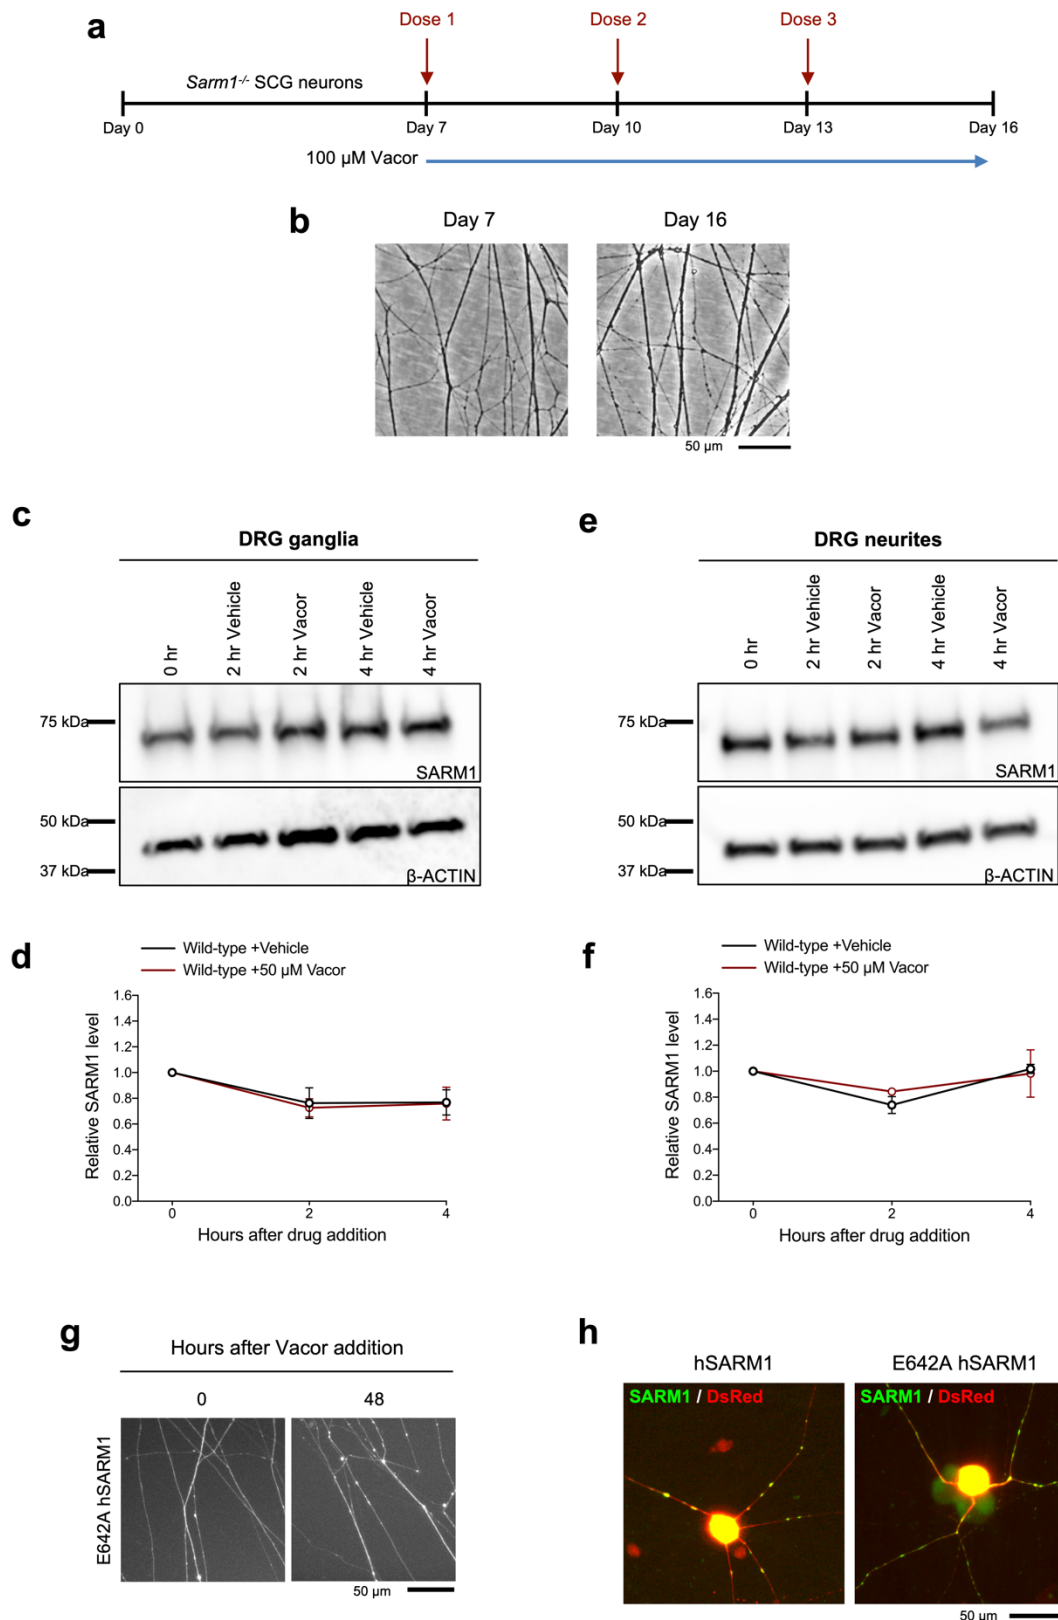 a
Dose 1 Dose 2 Dose 3
Sarm1-/- SCG neurons
Day 0 Day 7 Day 10 Day 13 Day 16
100 µM Vacor
b
Day 7 Day 16
50 µm
c
DRG ganglia
0 hr 2 hr Vehicle 2 hr Vacor 4 hr Vehicle 4 hr Vacor
75 kDa
SARM1
50 kDa
37 kDa
β-ACTIN
e
DRG neurites
0 hr 2 hr Vehicle 2 hr Vacor 4 hr Vehicle 4 hr Vacor
75 kDa
SARM1
50 kDa
37 kDa
β-ACTIN
d
Wild-type +Vehicle
Wild-type +50 µM Vacor
Relative SARM1 level
1.6
1.4
1.2
1.0
0.8
0.6
0.4
0.2
0.0
0 2 4
Hours after drug addition
f
Wild-type +Vehicle
Wild-type +50 µM Vacor
Relative SARM1 level
1.6
1.4
1.2
1.0
0.8
0.6
0.4
0.2
0.0
0 2 4
Hours after drug addition
g
Hours after Vacor addition
0 48
E642A hSARM1
50 µm
h
hSARM1 E642A hSARM1
SARM1 / DsRed SARM1 / DsRed
50 µm